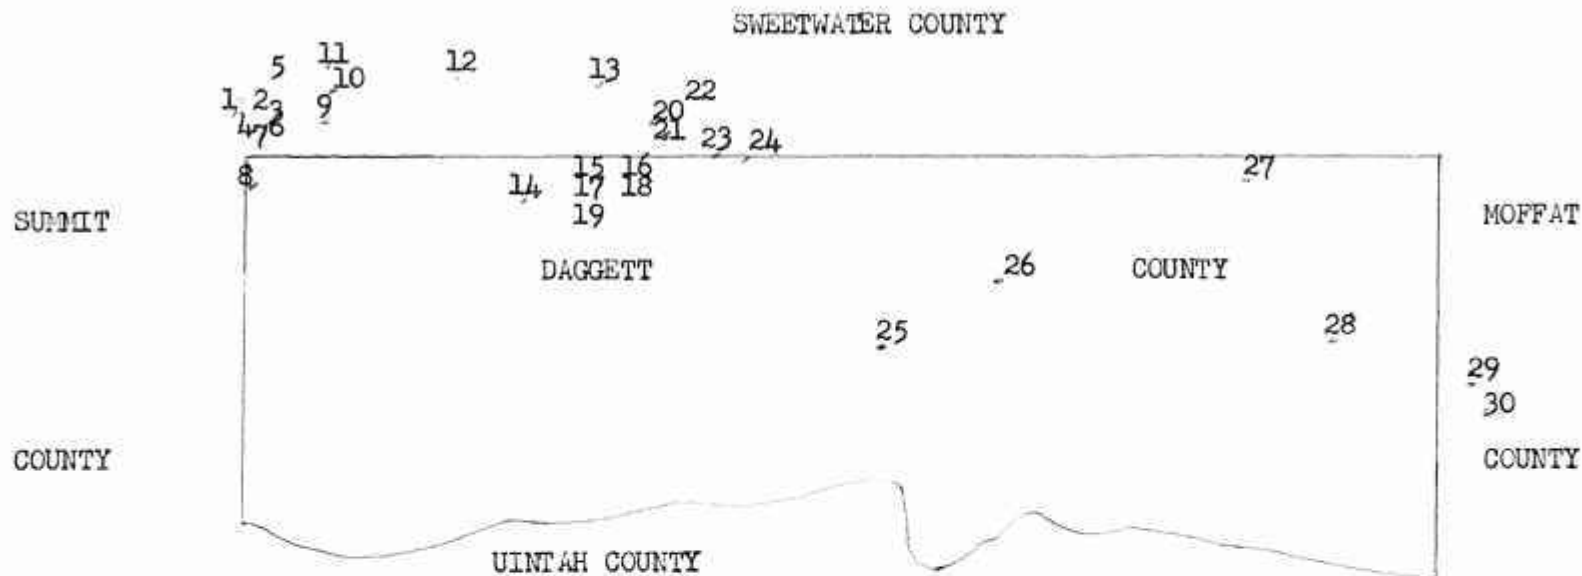 SWEETWATER COUNTY
5 11 10 12 13
1 2 3 9 20 22
4 7 6 21 23 24
8 14 15 16 27
17 18
19
SUMMIT MOFFAT
DAGGETT 26 COUNTY
25 28
29
30
COUNTY COUNTY
UINTAH COUNTY